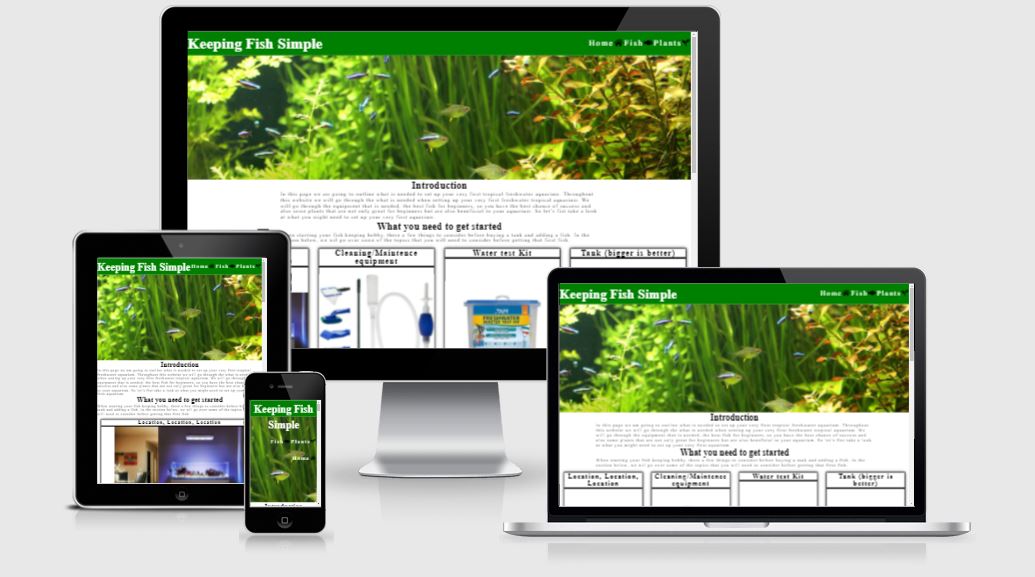 Keeping Fish Simple
Home Fish Plants
Introduction
In this page we are going to outline what is needed to set up your very first tropical freshwater aquarium. Throughout
this website we will go through the what is needed when setting up your very first freshwater tropical aquarium. We
will go through the equipment that is needed, the best fish for beginners, so you have the best chance of success and
also some plants that are not only great for beginners but are also beneficial to your aquarium. So let's first take a look
at what you might need to set up your very first aquarium
What you need to get started
starting your fish keeping hobby, there a few things to consider before buying a tank and adding a fish. In the
below, we will go over some of the topics that you will need to consider before getting that first fish.
Cleaning/Maintence
equipment
Water test Kit
Tank (bigger is better)
API
FRESHWATER
MASTER TEST KIT
Keeping Fish Simple
Home Fish Plants
Introduction
What you need to get started
Location, Location, Location
Keeping Fish
Simple
Fish Plants
Home
Introduction
Keeping Fish Simple
Home Fish Plants
Introduction
In this page we are going to outline what is needed to set up your very first tropical freshwater aquarium. Throughout
this website we will go through the what is needed when setting up your very first freshwater tropical aquarium. We
will go through the equipment that is needed, the best fish for beginners, so you have the best chance of success and
also some plants that are not only great for beginners but are also beneficial to your aquarium. So let's first take a look
at what you might need to set up your very first aquarium
What you need to get started
When starting your fish keeping hobby, there a few things to consider before buying a tank and adding a fish. In the
section below, we will go over some of the topics that you will need to consider before getting that first fish.
Location, Location,
Location
Cleaning/Maintence
equipment
Water test Kit
Tank (bigger is
better)